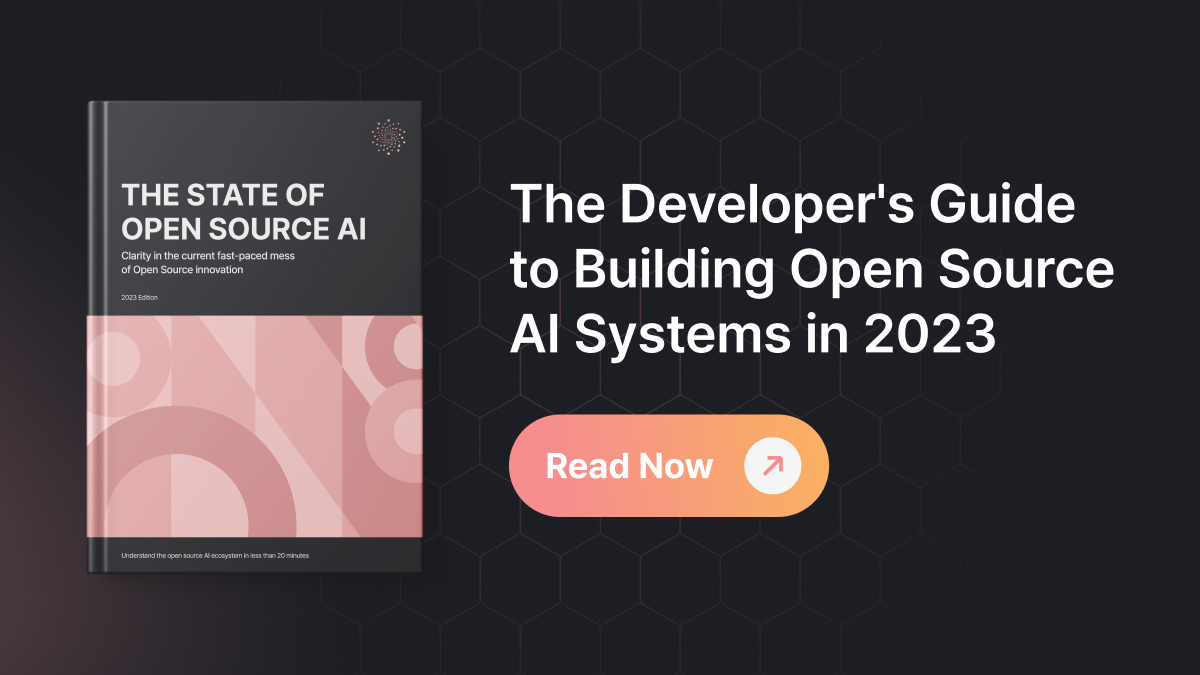 THE STATE OF
OPEN SOURCE AI
Clarity in the current fast-paced mess
of Open Source innovation
2023 Edition
Understand the open source AI ecosystem in less than 20 minutes
The Developer's Guide
to Building Open Source
AI Systems in 2023
Read Now